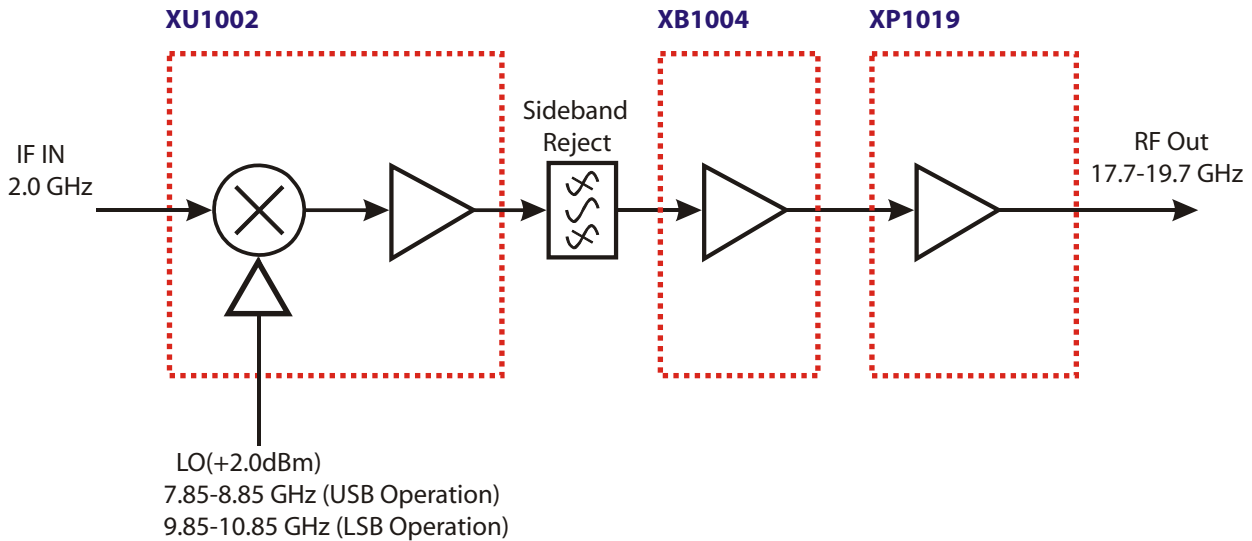 XU1002
XB1004
XP1019
Sideband
Reject
IF IN
2.0 GHz
RF Out
17.7-19.7 GHz
LO(+2.0dBm)
7.85-8.85 GHz (USB Operation)
9.85-10.85 GHz (LSB Operation)